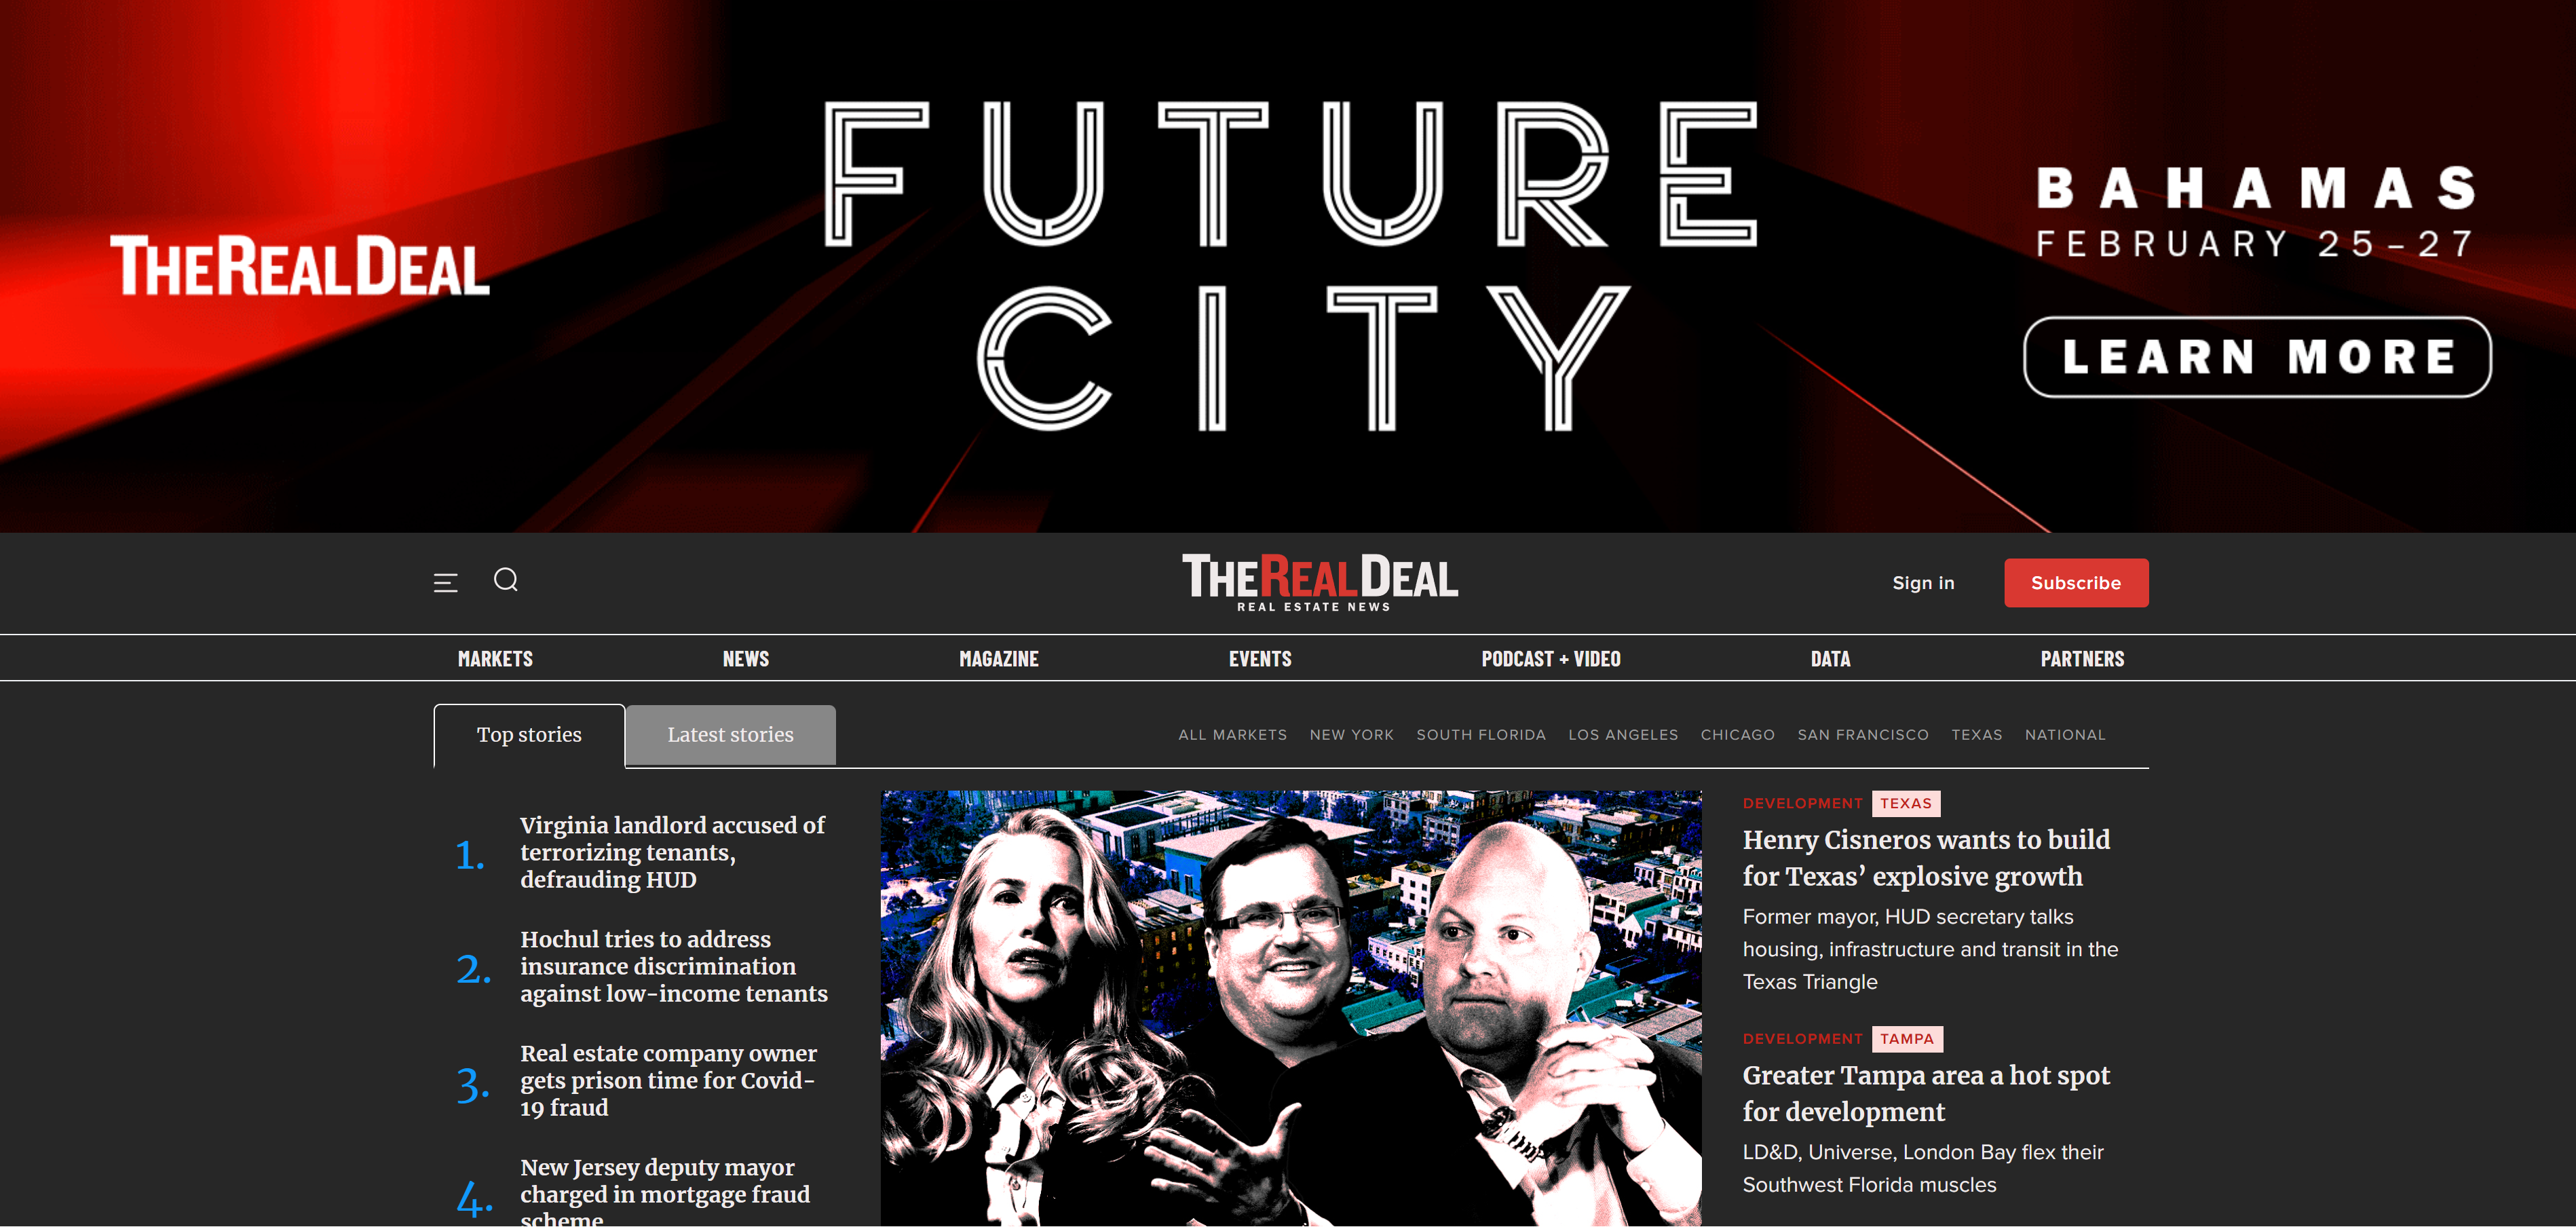 THEREALDEAL
FUTURE
CITY
BAHAMAS
FEBRUARY 25-27
LEARN MORE
THEREALDEAL
REAL ESTATE NEWS
Sign in
Subscribe
MARKETS
NEWS
MAGAZINE
EVENTS
PODCAST + VIDEO
DATA
PARTNERS
Top stories
Latest stories
ALL MARKETS
NEW YORK
SOUTH FLORIDA
LOS ANGELES
CHICAGO
SAN FRANCISCO
TEXAS
NATIONAL
1.
Virginia landlord accused of
terrorizing tenants,
defrauding HUD
2.
Hochul tries to address
insurance discrimination
against low-income tenants
3.
Real estate company owner
gets prison time for Covid-
19 fraud
4.
New Jersey deputy mayor
charged in mortgage fraud
scheme
DEVELOPMENT TEXAS
Henry Cisneros wants to build
for Texas’ explosive growth
Former mayor, HUD secretary talks
housing, infrastructure and transit in the
Texas Triangle
DEVELOPMENT TAMPA
Greater Tampa area a hot spot
for development
LD&D, Universe, London Bay flex their
Southwest Florida muscles